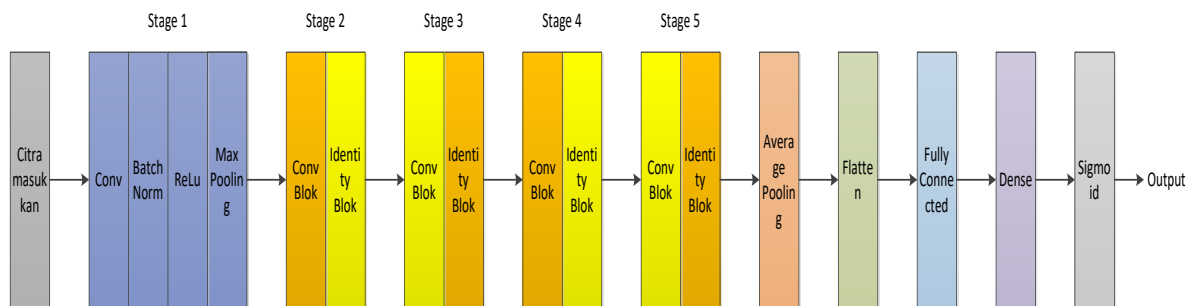 Stage 1
Stage 2
Stage 3
Stage 4
Stage 5
Citra
masuk
kan
Conv
Batch
Norm
ReLu
Max
Poolin
g
Conv
Blok
Identi
ty
Blok
Conv
Blok
Identi
ty
Blok
Conv
Blok
Identi
ty
Blok
Conv
Blok
Identi
ty
Blok
Avera
ge
Poolin
g
Flatte
n
Fully
Conne
cted
Dense
Sigmo
id
Output